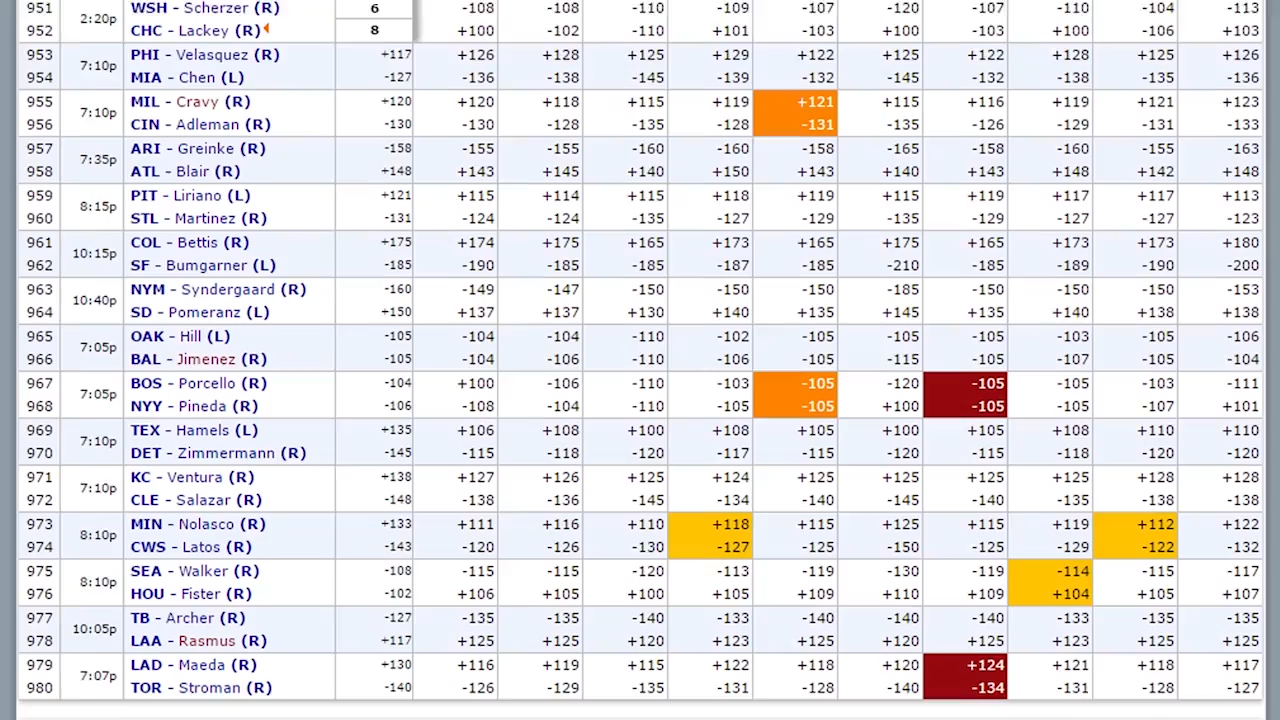 951 WSH - Scherzer (R) 6 -108 -108 -110 -109 -107 -120 -107 -110 -104 -113
2:20p
952 CHC - Lackey (R) 8 +100 -102 -110 +101 -103 +100 -103 +100 -106 +103
953 PHI - Velasquez (R) +117 +126 +128 +125 +129 +122 +125 +122 +128 +125 +126
7:10p
954 MIA - Chen (L) -127 -136 -138 -145 -139 -132 -145 -132 -138 -135 -136
955 MIL - Cravy (R) +120 +120 +118 +115 +119 +121 +115 +116 +119 +121 +123
7:10p
956 CIN - Adleman (R) -130 -130 -128 -135 -128 -131 -135 -126 -129 -131 -133
957 ARI - Greinke (R) -158 -155 -155 -160 -160 -158 -165 -158 -160 -155 -163
7:35p
958 ATL - Blair (R) +148 +143 +145 +140 +150 +143 +140 +143 +148 +142 +148
959 PIT - Liriano (L) +121 +115 +114 +115 +118 +119 +115 +119 +117 +117 +113
8:15p
960 STL - Martinez (R) -131 -124 -124 -135 -127 -129 -135 -129 -127 -127 -123
961 COL - Bettis (R) +175 +174 +175 +165 +173 +165 +175 +165 +173 +173 +180
10:15p
962 SF - Bumgarner (L) -185 -190 -185 -185 -187 -185 -210 -185 -189 -190 -200
963 NYM - Syndergaard (R) -160 -149 -147 -150 -150 -150 -185 -150 -150 -150 -153
10:40p
964 SD - Pomeranz (L) +150 +137 +137 +130 +140 +135 +145 +135 +140 +138 +138
965 OAK - Hill (L) -105 -104 -104 -110 -102 -105 -105 -105 -103 -105 -106
7:05p
966 BAL - Jimenez (R) -105 -104 -106 -110 -106 -105 -115 -105 -107 -105 -104
967 BOS - Porcello (R) -104 +100 -106 -110 -103 -105 -120 -105 -105 -103 -111
7:05p
968 NYY - Pineda (R) -106 -108 -104 -110 -105 -105 +100 -105 -105 -107 +101
969 TEX - Hamels (L) +135 +106 +108 +100 +108 +105 +100 +105 +108 +110 +110
7:10p
970 DET - Zimmermann (R) -145 -115 -118 -120 -117 -115 -120 -115 -118 -120 -120
971 KC - Ventura (R) +138 +127 +126 +125 +124 +125 +125 +125 +125 +128 +128
7:10p
972 CLE - Salazar (R) -148 -138 -136 -145 -134 -140 -145 -140 -135 -138 -138
973 MIN - Nolasco (R) +133 +111 +116 +110 +118 +115 +125 +115 +119 +112 +122
8:10p
974 CWS - Latos (R) -143 -120 -126 -130 -127 -125 -150 -125 -129 -122 -132
975 SEA - Walker (R) -108 -115 -115 -120 -113 -119 -130 -119 -114 -115 -117
8:10p
976 HOU - Fister (R) -102 +106 +105 +100 +105 +109 +110 +109 +104 +105 +107
977 TB - Archer (R) -127 -135 -135 -140 -133 -140 -140 -140 -133 -135 -135
10:05p
978 LAA - Rasmus (R) +117 +125 +125 +120 +123 +125 +120 +125 +123 +125 +125
979 LAD - Maeda (R) +130 +116 +119 +115 +122 +118 +120 +124 +121 +118 +117
7:07p
980 TOR - Stroman (R) -140 -126 -129 -135 -131 -128 -140 -134 -131 -128 -127